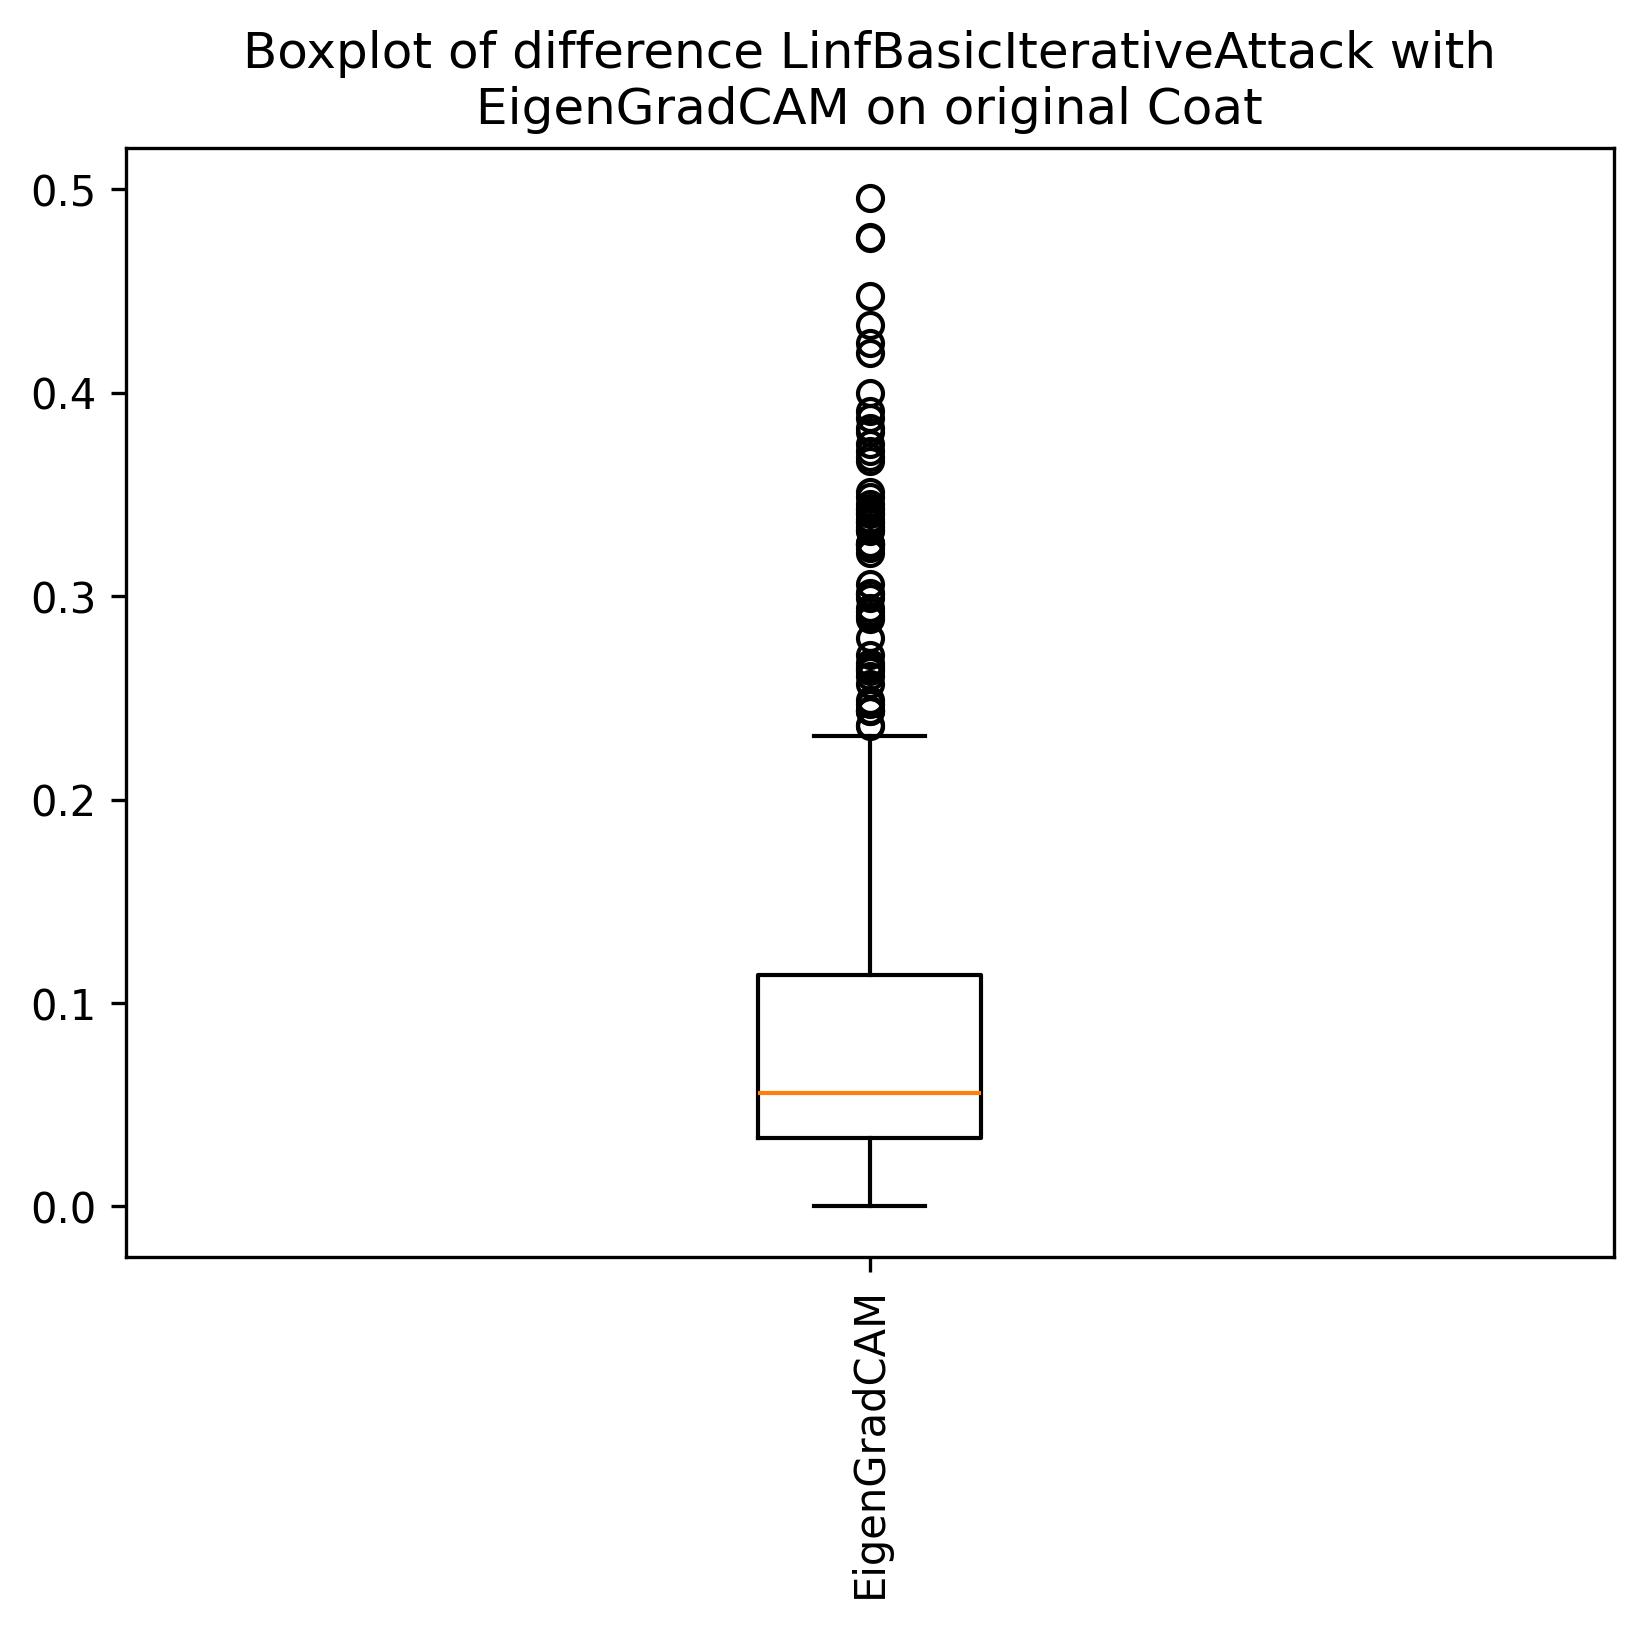 Boxplot of difference LinfBasicIterativeAttack with
EigenGradCAM on original Coat
0.5
0.4
0.3
0.2
0.1
0.0
EigenGradCAM